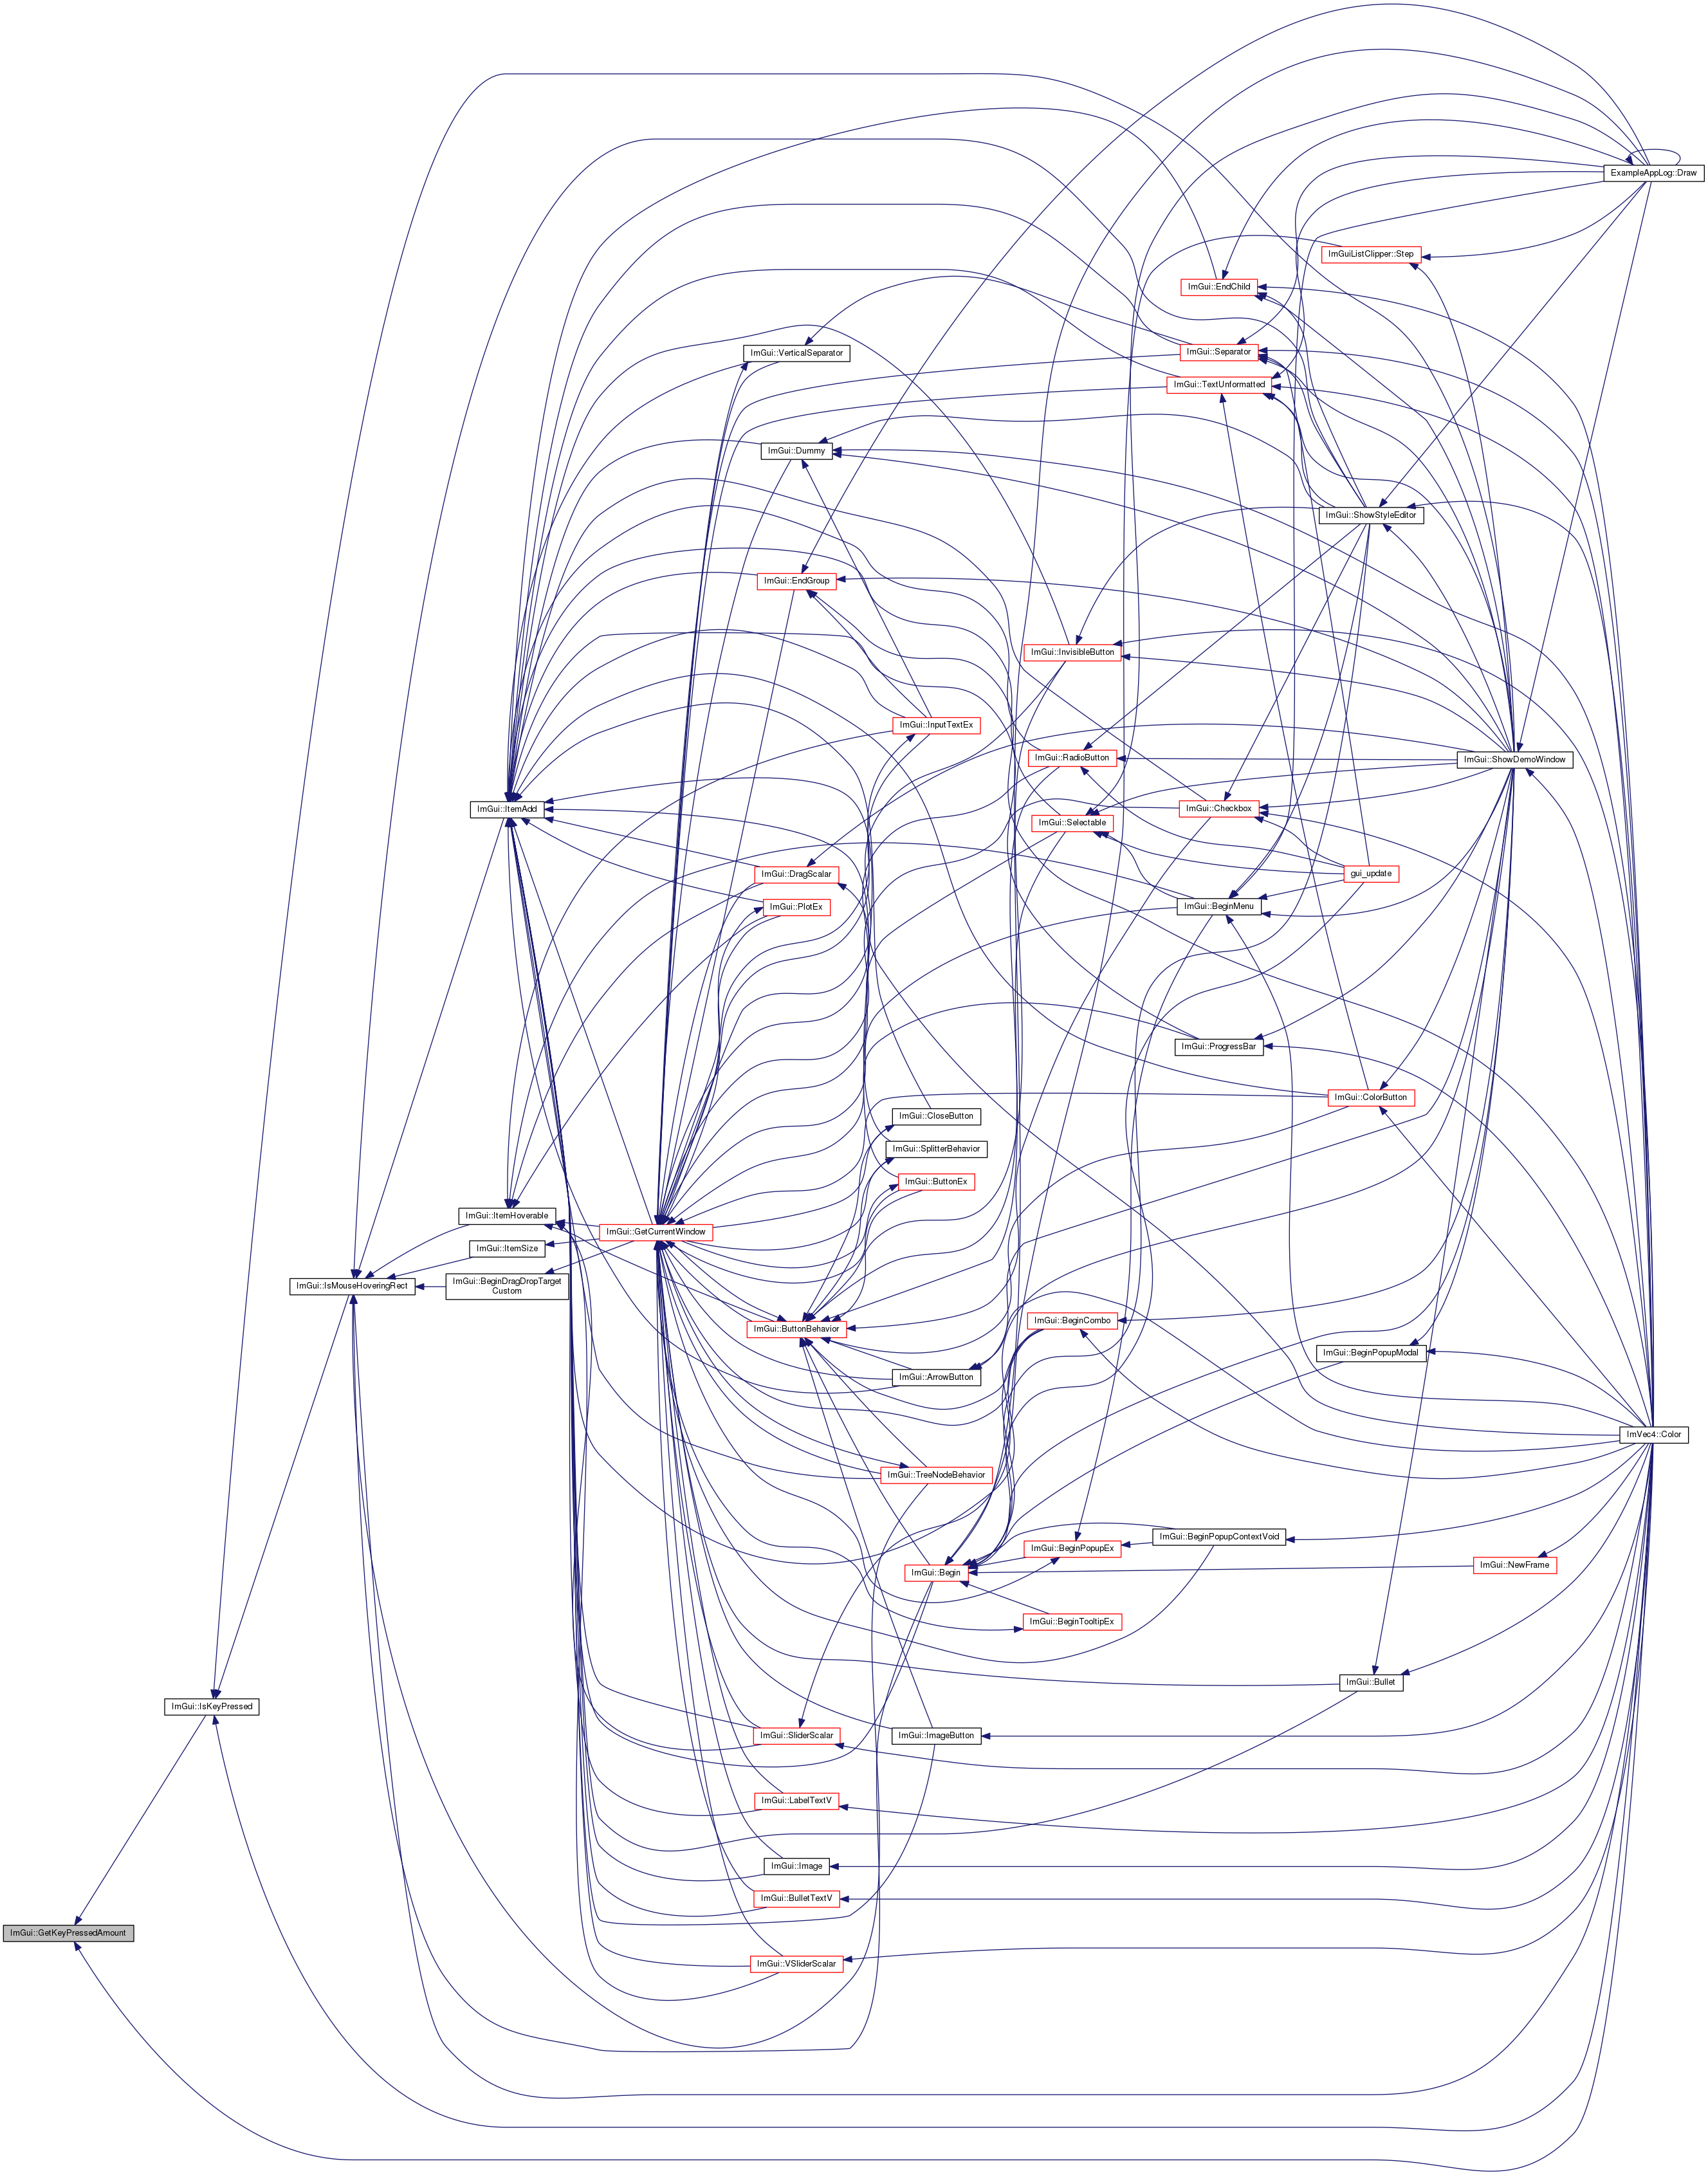 ExampleAppLog::Draw
ImGuiListClipper::Step
ImGui::EndChild
ImGui::VerticalSeparator
ImGui::Separator
ImGui::TextUnformatted
ImGui::Dummy
ImGui::ShowStyleEditor
ImGui::EndGroup
ImGui::InvisibleButton
ImGui::InputTextEx
ImGui::RadioButton
ImGui::ShowDemoWindow
ImGui::ItemAdd
ImGui::Checkbox
ImGui::Selectable
ImGui::DragScalar
gui_update
ImGui::PlotEx
ImGui::BeginMenu
ImGui::ProgressBar
ImGui::ColorButton
ImGui::CloseButton
ImGui::SplitterBehavior
ImGui::ButtonEx
ImGui::ItemHoverable
ImGui::GetCurrentWindow
ImGui::ItemSize
ImGui::IsMouseHoveringRect
ImGui::BeginDragDropTarget
Custom
ImGui::BeginCombo
ImGui::ButtonBehavior
ImGui::BeginPopupModal
ImGui::ArrowButton
ImVec4::Color
ImGui::TreeNodeBehavior
ImGui::BeginPopupContextVoid
ImGui::BeginPopupEx
ImGui::NewFrame
ImGui::Begin
ImGui::BeginTooltipEx
ImGui::Bullet
ImGui::IsKeyPressed
ImGui::SliderScalar
ImGui::ImageButton
ImGui::LabelTextV
ImGui::Image
ImGui::BulletTextV
ImGui::GetKeyPressedAmount
ImGui::VSliderScalar